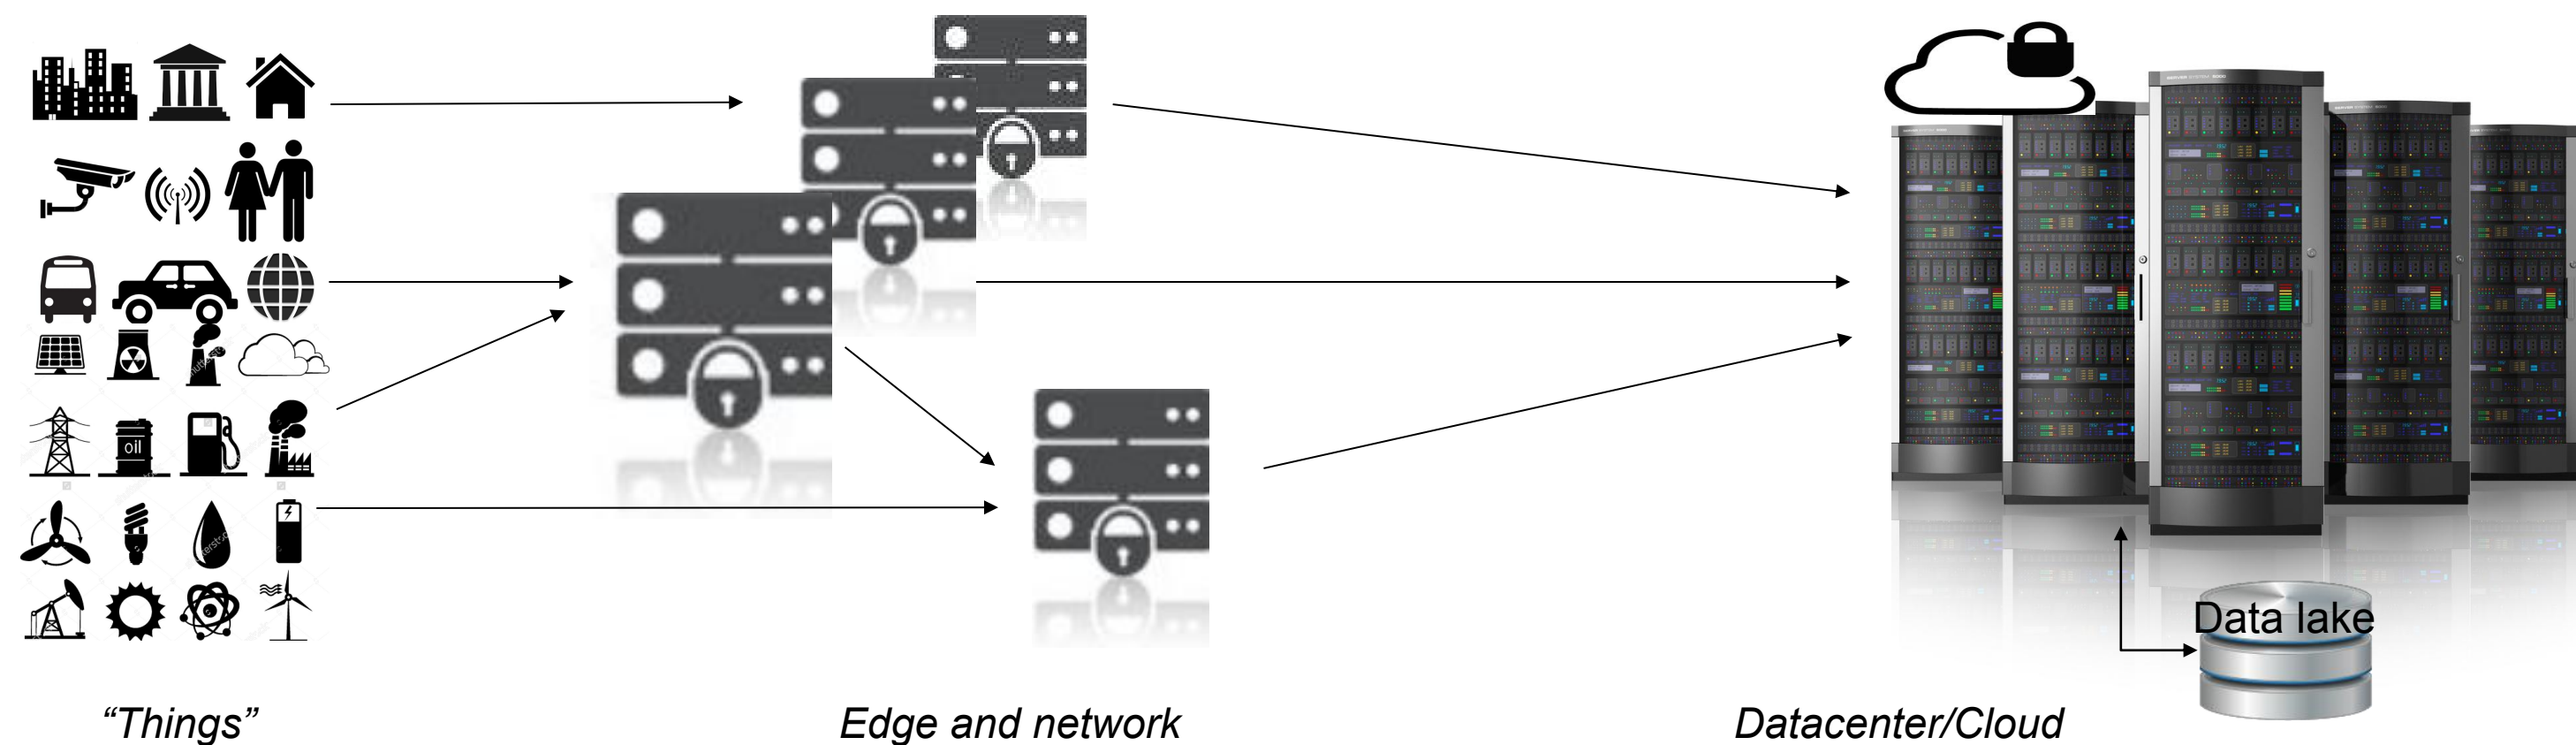 oil
Data lake
“Things”
Edge and network
Datacenter/Cloud